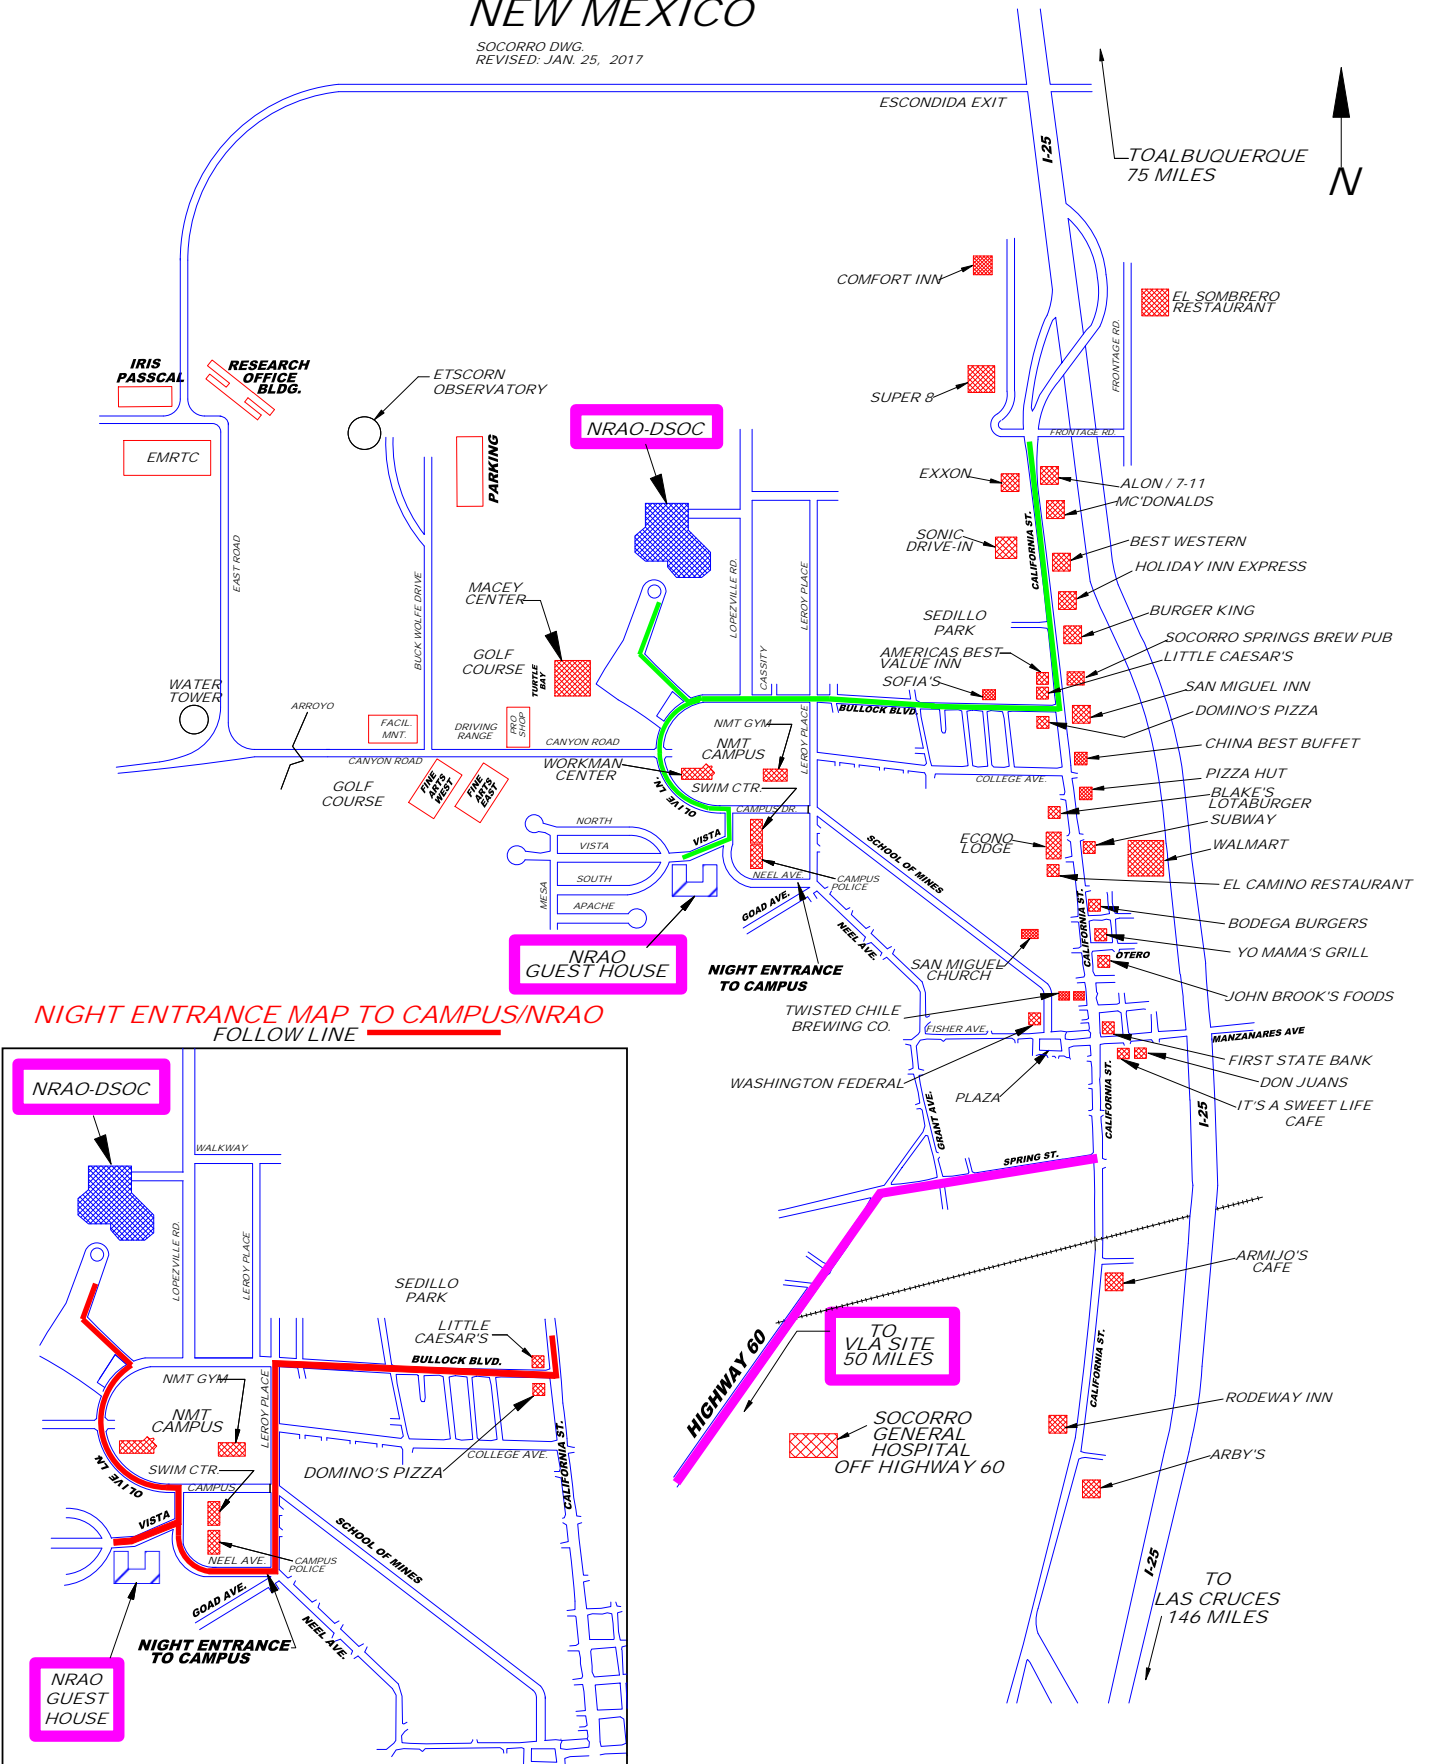 NEW MEXICO
SOCORRO DWG.
REVISED: JAN. 25, 2017
ESCONDIDA EXIT
I-25
TOALBUQUERQUE
75 MILES
N
COMFORT INN
EL SOMBRERO
RESTAURANT
FRONTAGE RD.
SUPER 8
FRONTAGE RD.
IRIS
PASSCAL
RESEARCH
OFFICE
BLDG.
ETSCORN
OBSERVATORY
EMRTC
PARKING
NRAO-DSOC
EXXON
ALON / 7-11
MC'DONALDS
SONIC
DRIVE-IN
CALIFORNIA ST.
BEST WESTERN
HOLIDAY INN EXPRESS
BURGER KING
SEDILLO
PARK
SOCORRO SPRINGS BREW PUB
AMERICAS BEST
VALUE INN
LITTLE CAESAR'S
SOFIA'S
SAN MIGUEL INN
BULLOCK BLVD.
DOMINO'S PIZZA
EAST ROAD
BUCK WOLFE DRIVE
MACEY
CENTER
GOLF
COURSE
TURTLE
BAY
LOPEZVILLE RD.
LEROY PLACE
CASSITY
WATER
TOWER
ARROYO
FACIL.
MNT.
DRIVING
RANGE
PRO
SHOP
CANYON ROAD
CANYON ROAD
NMT GYM
NMT
CAMPUS
LEROY PLACE
WORKMAN
CENTER
SWIM CTR.
CHINA BEST BUFFET
COLLEGE AVE.
PIZZA HUT
BLAKE'S
LOTABURGER
SUBWAY
GOLF
COURSE
FINE
ARTS
WEST
FINE
ARTS
EAST
OLIVE LN.
CAMPUS DR.
NORTH
VISTA
VISTA
SOUTH
APACHE
MESA
NEEL AVE.
CAMPUS
POLICE
GOAD AVE.
SCHOOL OF MINES
ECONO
LODGE
WALMART
EL CAMINO RESTAURANT
CALIFORNIA ST.
BODEGA BURGERS
YO MAMA'S GRILL
OTERO
JOHN BROOK'S FOODS
NRAO
GUEST HOUSE
NIGHT ENTRANCE
TO CAMPUS
NEEL AVE.
SAN MIGUEL
CHURCH
TWISTED CHILE
BREWING CO.
FISHER AVE.
MANZANARES AVE
FIRST STATE BANK
WASHINGTON FEDERAL
PLAZA
DON JUANS
IT'S A SWEET LIFE
CAFE
CALIFORNIA ST.
I-25
GRANT AVE.
SPRING ST.
ARMIJO'S
CAFE
TO
VLA SITE
50 MILES
HIGHWAY 60
CALIFORNIA ST.
RODEWAY INN
SOCORRO
GENERAL
HOSPITAL
OFF HIGHWAY 60
ARBY'S
I-25
TO
LAS CRUCES
146 MILES
NIGHT ENTRANCE MAP TO CAMPUS/NRAO
FOLLOW LINE
NRAO-DSOC
WALKWAY
LOPEZVILLE RD.
LEROY PLACE
SEDILLO
PARK
LITTLE
CAESAR'S
BULLOCK BLVD.
NMT GYM
NMT
CAMPUS
LEROY PLACE
COLLEGE AVE.
DOMINO'S PIZZA
CALIFORNIA ST.
SWIM CTR.
OLIVE LN
CAMPUS
VISTA
NEEL AVE.
CAMPUS
POLICE
SCHOOL OF MINES
GOAD AVE.
NEEL AVE.
NIGHT ENTRANCE
TO CAMPUS
NRAO
GUEST
HOUSE